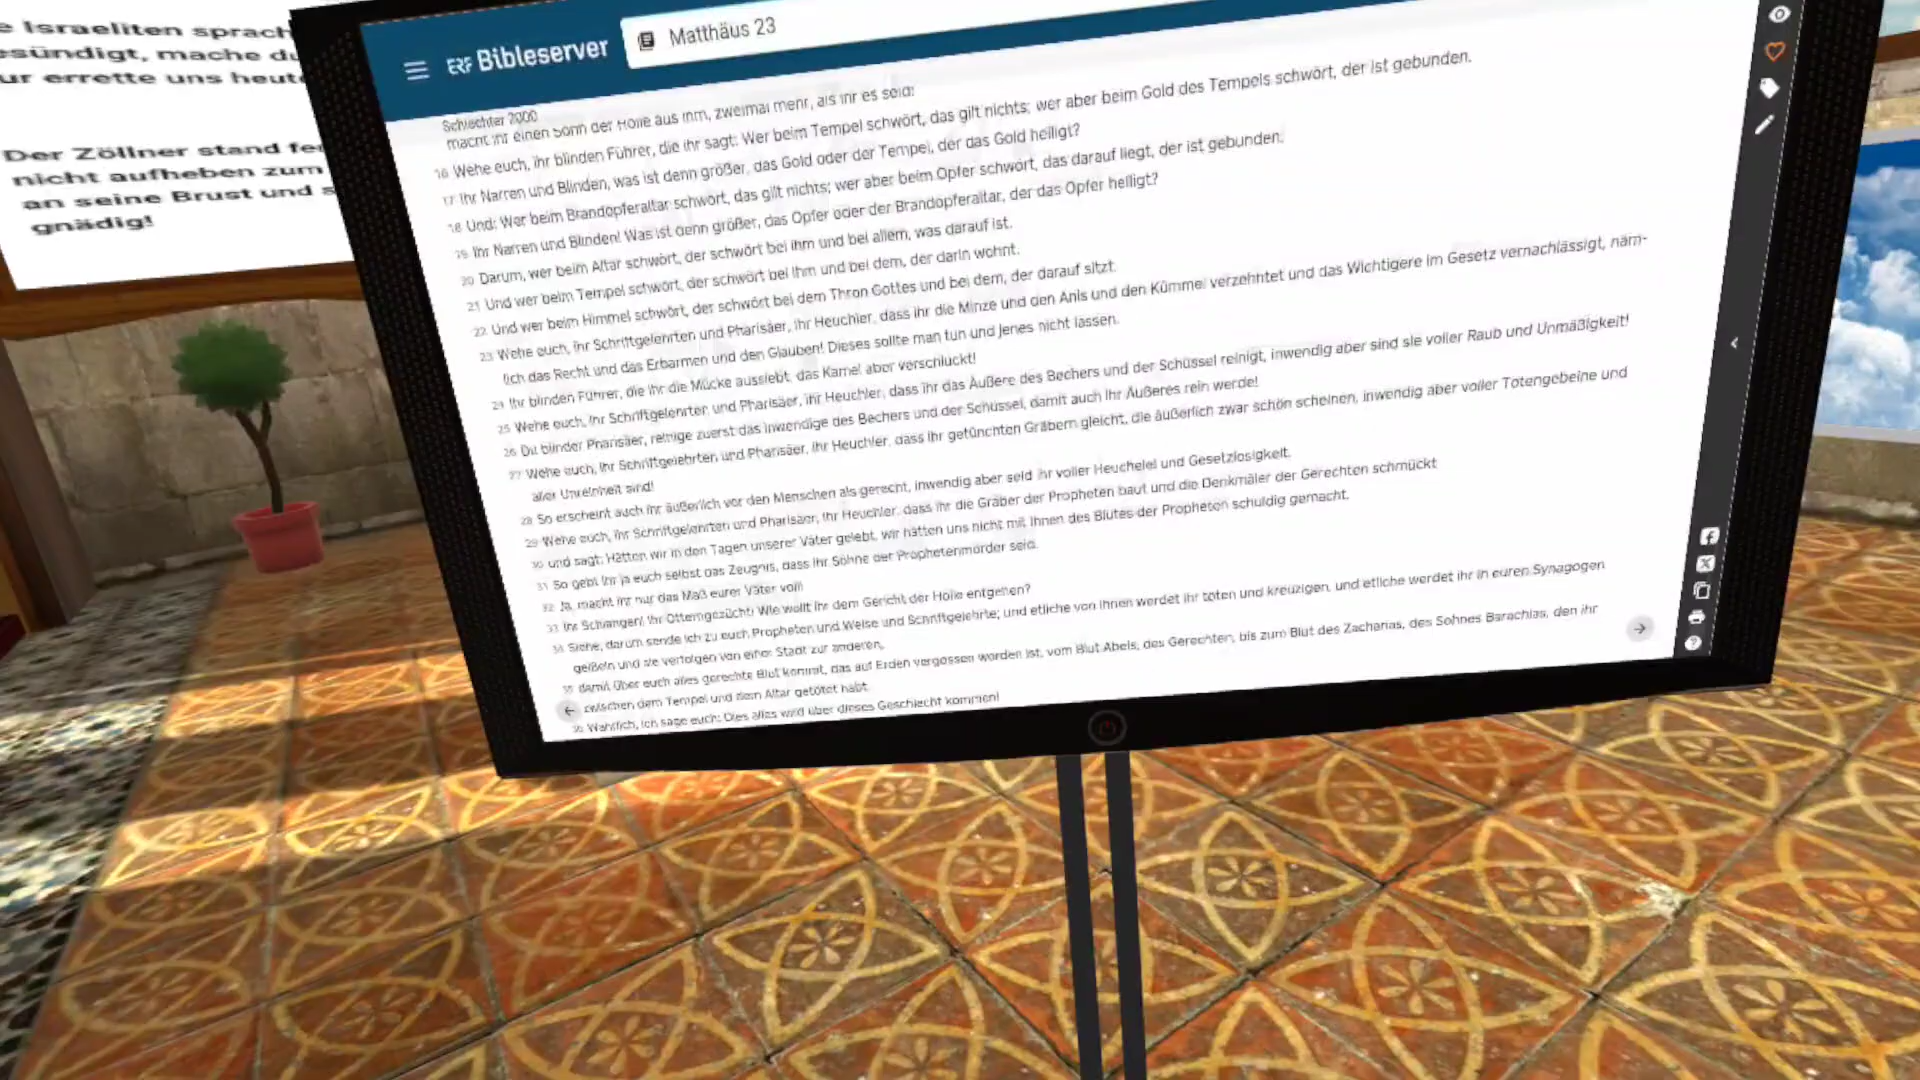 e Israeliten sprach
esündigt, mache du
ur errette uns heute
Der Zöllner stand fe
nicht aufheben zum
an seine Brust und s
gnädig!
ERF Bibleserver
Matthäus 23
Schlachter 2000
macht ihr einen Sohn der Hölle aus ihm, zweimal mehr, als ihr es seid!
16 Wehe euch, ihr blinden Führer, die ihr sagt: Wer beim Tempel schwört, das gilt nichts; wer aber beim Gold des Tempels schwört, der ist gebunden.
17 Ihr Narren und Blinden, was ist denn größer, das Gold oder der Tempel, der das Gold heiligt?
18 Und: Wer beim Brandopferaltar schwört, das gilt nichts; wer aber beim Opfer schwört, das darauf liegt, der ist gebunden.
19 Ihr Narren und Blinden! Was ist denn größer, das Opfer oder der Brandopferaltar, der das Opfer heiligt?
20 Darum, wer beim Altar schwört, der schwört bei ihm und bei allem, was darauf ist.
21 Und wer beim Tempel schwört, der schwört bei ihm und bei dem, der darin wohnt.
22 Und wer beim Himmel schwört, der schwört bei dem Thron Gottes und bei dem, der darauf sitzt.
23 Wehe euch, ihr Schriftgelehrten und Pharisäer, ihr Heuchler, dass ihr die Minze und den Anis und den Kümmel verzehntet und das Wichtigere im Gesetz vernachlässigt, näm-
lich das Recht und das Erbarmen und den Glauben! Dieses sollte man tun und jenes nicht lassen.
24 Ihr blinden Führer, die ihr die Mücke aussiebt, das Kamel aber verschluckt!
25 Wehe euch, ihr Schriftgelehrten und Pharisäer, ihr Heuchler, dass ihr das Äußere des Bechers und der Schüssel reinigt, inwendig aber sind sie voller Raub und Unmäßigkeit!
26 Du blinder Pharisäer, reinige zuerst das Inwendige des Bechers und der Schüssel, damit auch ihr Äußeres rein werde!
27 Wehe euch, ihr Schriftgelehrten und Pharisäer, ihr Heuchler, dass ihr getünchten Gräbern gleicht, die äußerlich zwar schön scheinen, inwendig aber voller Totengebeine und
aller Unreinheit sind!
28 So erscheint auch ihr äußerlich vor den Menschen als gerecht, inwendig aber seid ihr voller Heuchelei und Gesetzlosigkeit.
29 Wehe euch, ihr Schriftgelehrten und Pharisäer, ihr Heuchler, dass ihr die Gräber der Propheten baut und die Denkmäler der Gerechten schmückt
30 und sagt: Hätten wir in den Tagen unserer Väter gelebt, wir hätten uns nicht mit ihnen des Blutes der Propheten schuldig gemacht.
31 So gebt ihr ja euch selbst das Zeugnis, dass ihr Söhne der Prophetenmörder seid.
32 Ja, macht ihr nur das Maß eurer Väter voll!
33 Ihr Schlangen! Ihr Otterngezücht! Wie wollt ihr dem Gericht der Hölle entgehen?
34 Siehe, darum sende ich zu euch Propheten und Weise und Schriftgelehrte; und etliche von ihnen werdet ihr töten und kreuzigen, und etliche werdet ihr in euren Synagogen
geißeln und sie verfolgen von einer Stadt zur anderen,
35 damit über euch alles gerechte Blut kommt, das auf Erden vergossen worden ist, vom Blut Abels, des Gerechten, bis zum Blut des Zacharias, des Sohnes Barachias, den ihr
zwischen dem Tempel und dem Altar getötet habt.
36 Wahrlich, ich sage euch: Dies alles wird über dieses Geschlecht kommen!